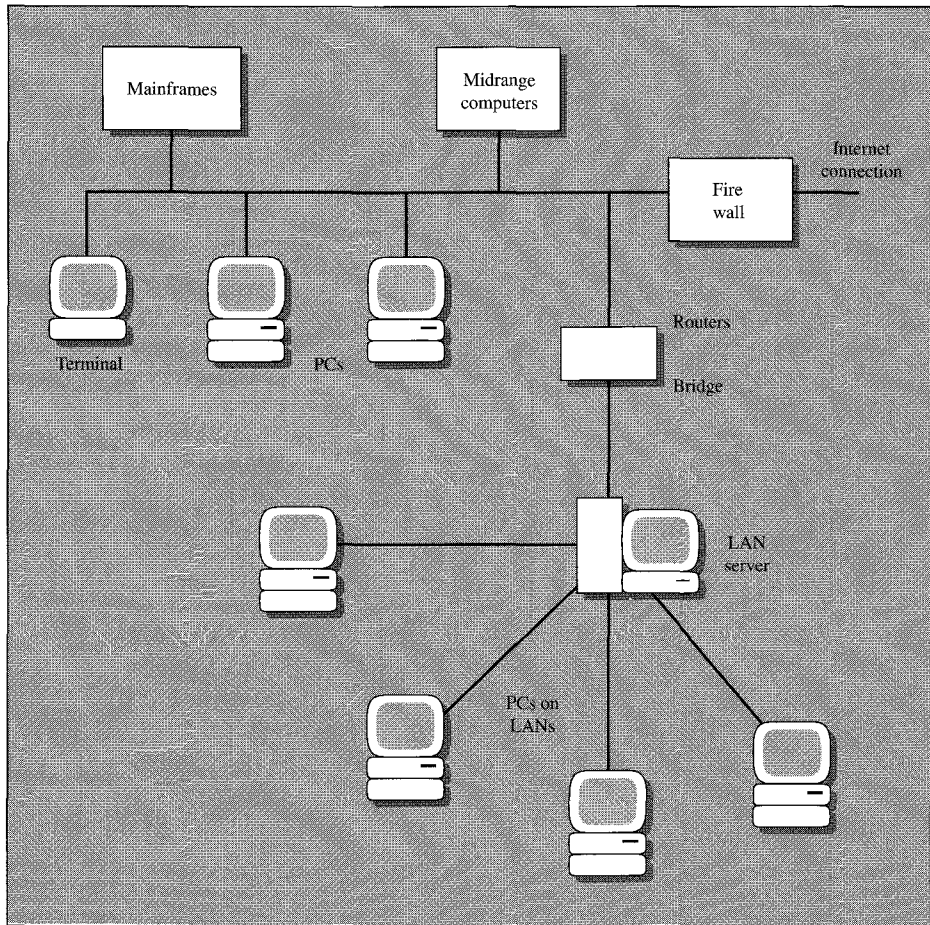 Mainframes
Midrange
computers
Internet
connection
Fire
wall
Terminal
PCs
Routers
Bridge
LAN
server
PCs on
LANs